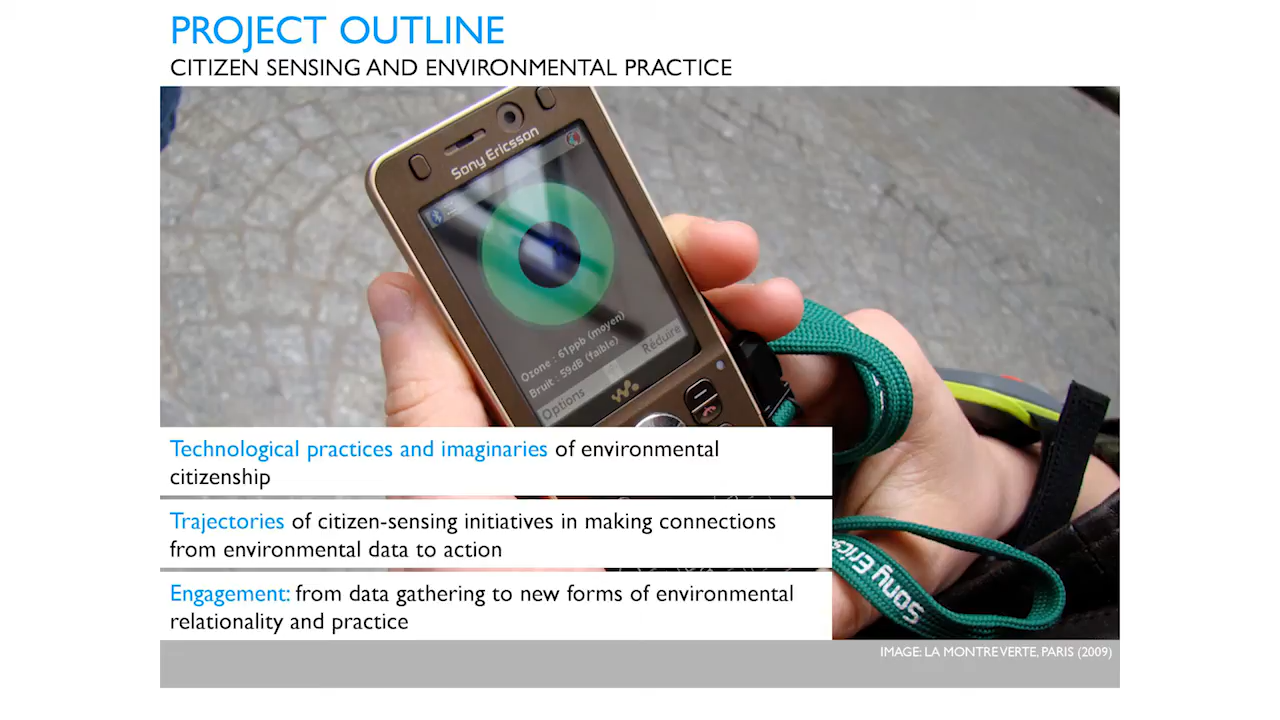 PROJECT OUTLINE
CITIZEN SENSING AND ENVIRONMENTAL PRACTICE
Sony Ericsson
Ozone : 61ppb (moyen)
Bruit : 59dB (faible)
Options
Réduire
Technological practices and imaginaries of environmental
citizenship
Trajectories of citizen-sensing initiatives in making connections
from environmental data to action
Engagement: from data gathering to new forms of environmental
relationality and practice
Sony Ericsson
IMAGE: LA MONTRE VERTE, PARIS (2009)